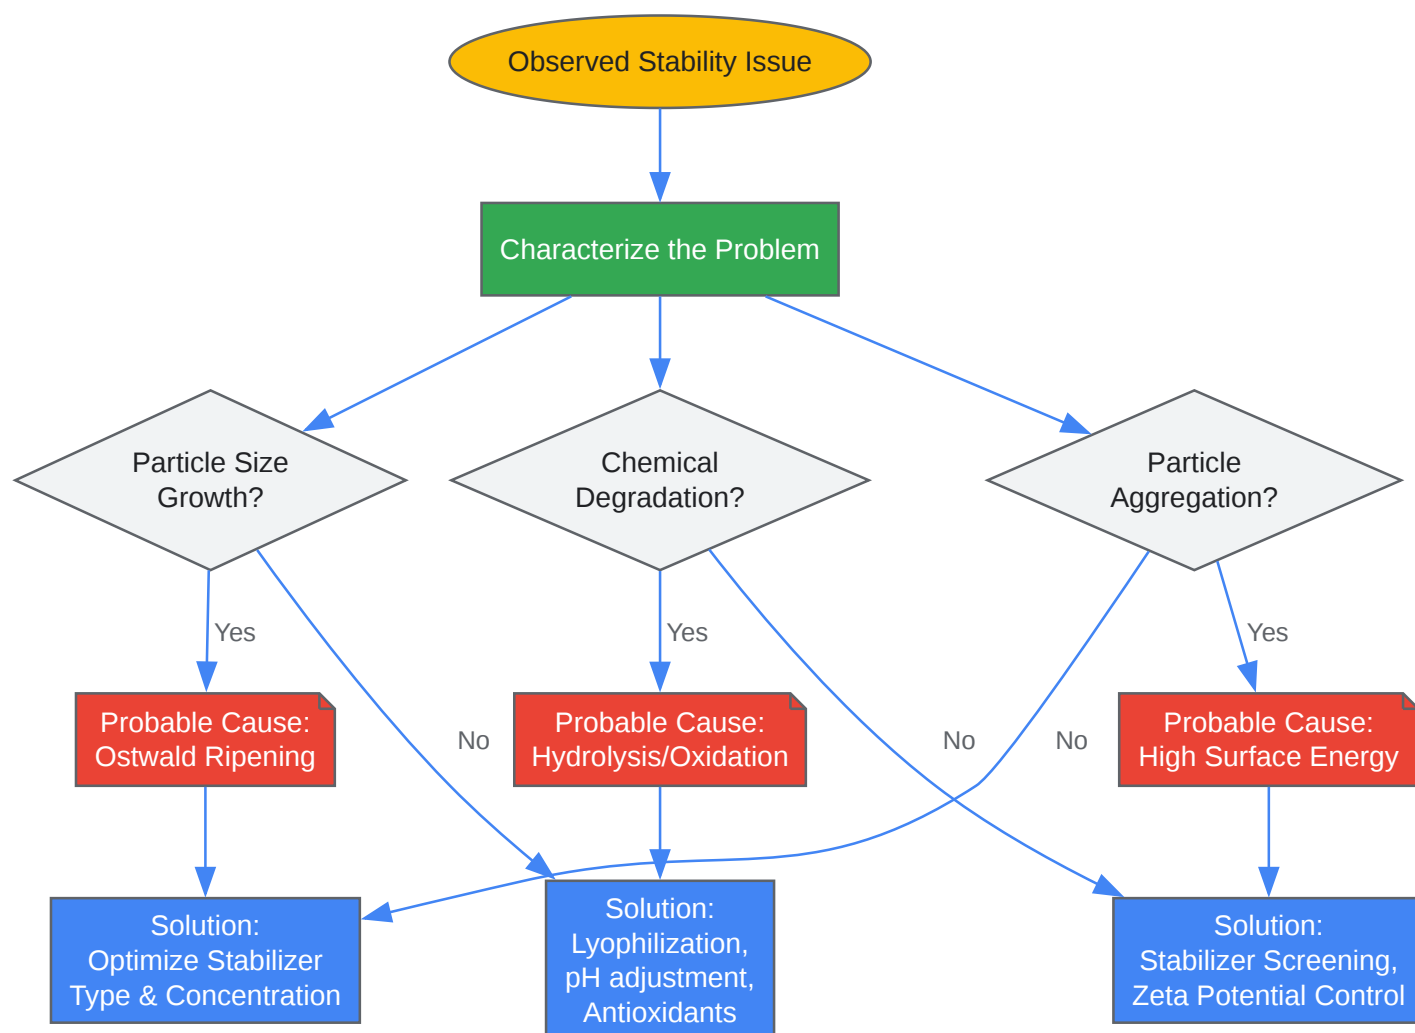 Observed Stability Issue
Characterize the Problem
Particle Size
Growth?
Chemical
Degradation?
Particle
Aggregation?
Yes
Yes
Yes
Probable Cause:
Ostwald Ripening
No
Probable Cause:
Hydrolysis/Oxidation
No
No
Probable Cause:
High Surface Energy
Solution:
Optimize Stabilizer
Type & Concentration
Solution:
Lyophilization,
pH adjustment,
Antioxidants
Solution:
Stabilizer Screening,
Zeta Potential Control